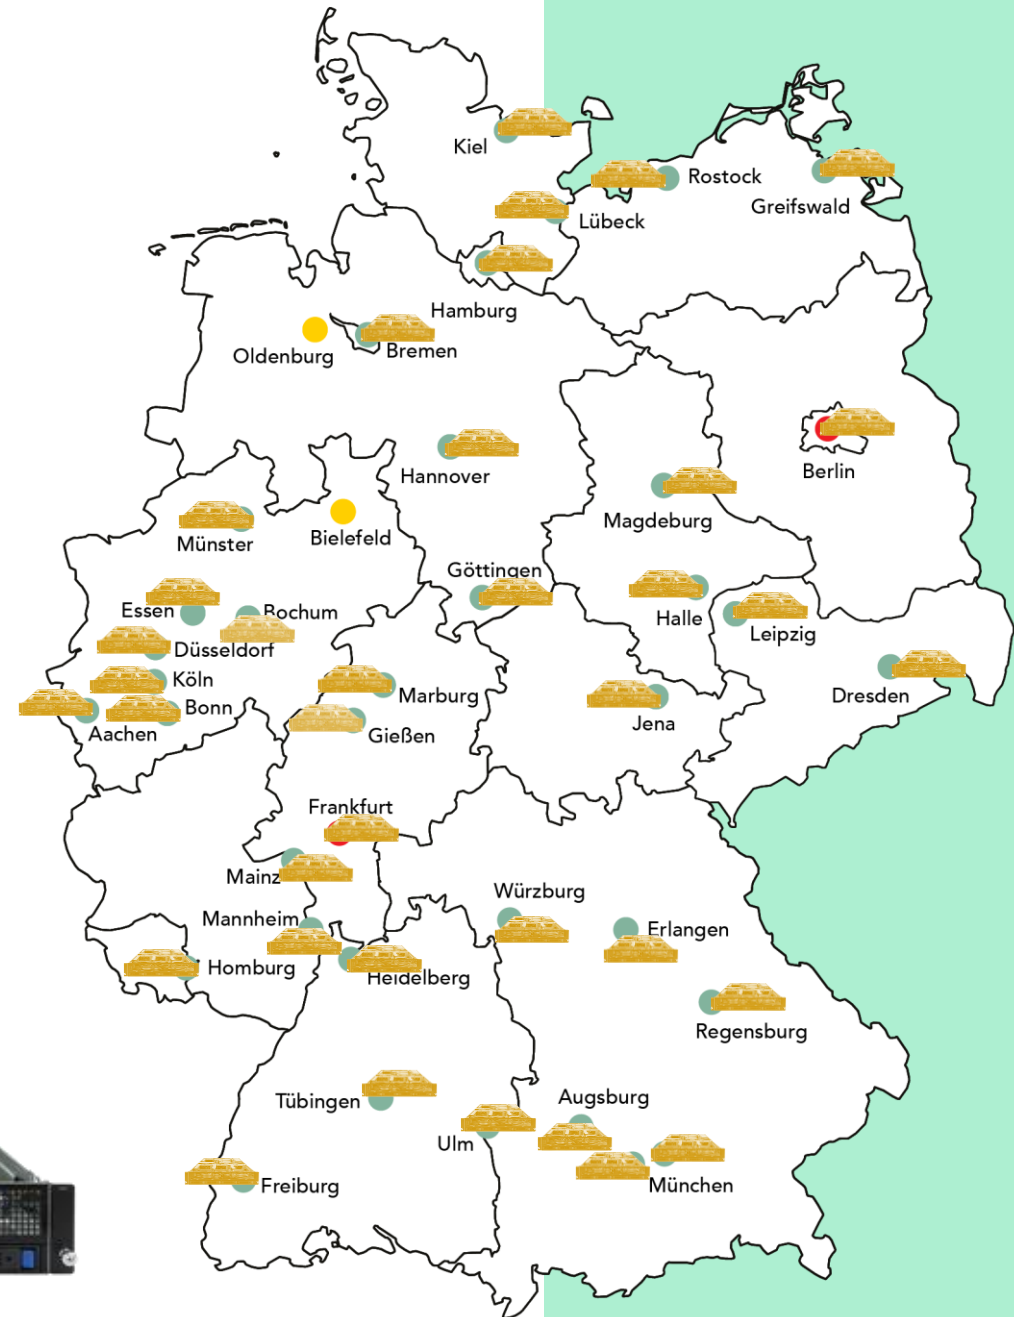 Kiel
Rostock
Greifswald
Lübeck
Hamburg
Oldenburg
Bremen
Berlin
Hannover
Magdeburg
Münster
Bielefeld
Göttingen
Essen
Bochum
Halle
Leipzig
Düsseldorf
Köln
Marburg
Dresden
Bonn
Jena
Aachen
Gießen
Frankfurt
Mainz
Würzburg
Mannheim
Erlangen
Homburg
Heidelberg
Regensburg
Augsburg
Tübingen
Ulm
Freiburg
München